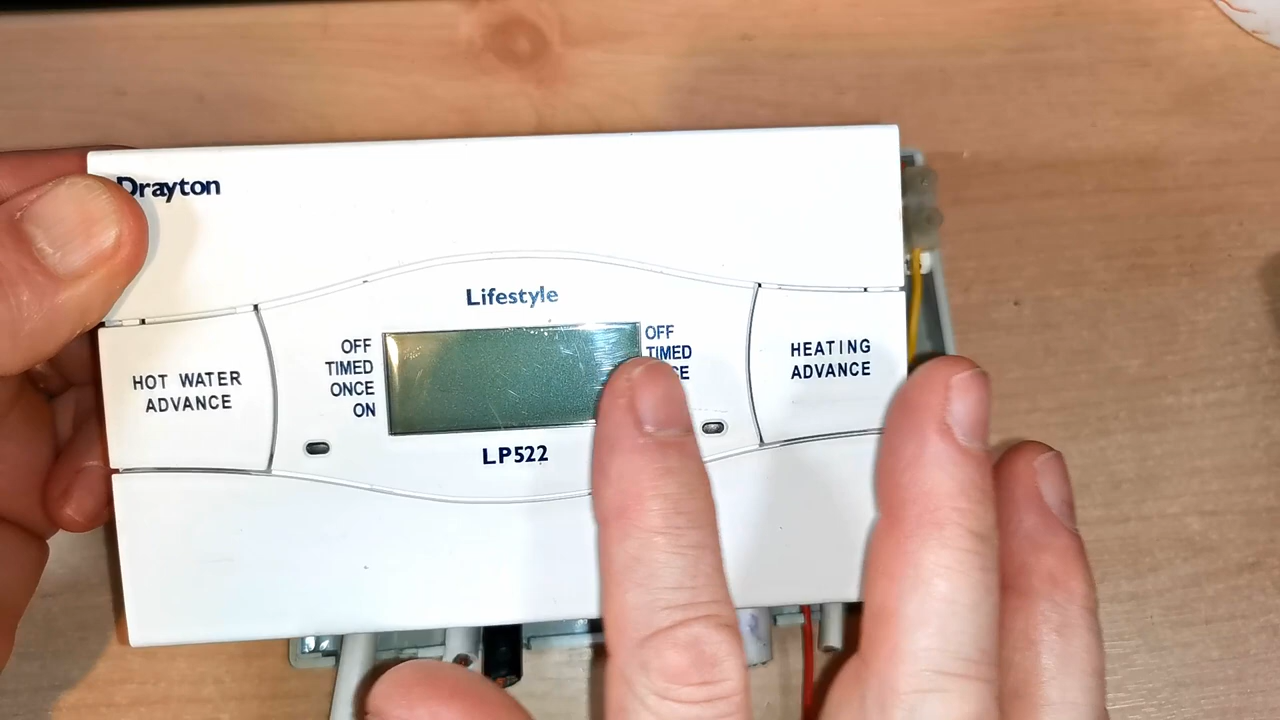 Drayton
Lifestyle
OFF
TIMED
ONCE
ON
HOT WATER
ADVANCE
OFF
TIMED
HEATING
ADVANCE
LP522